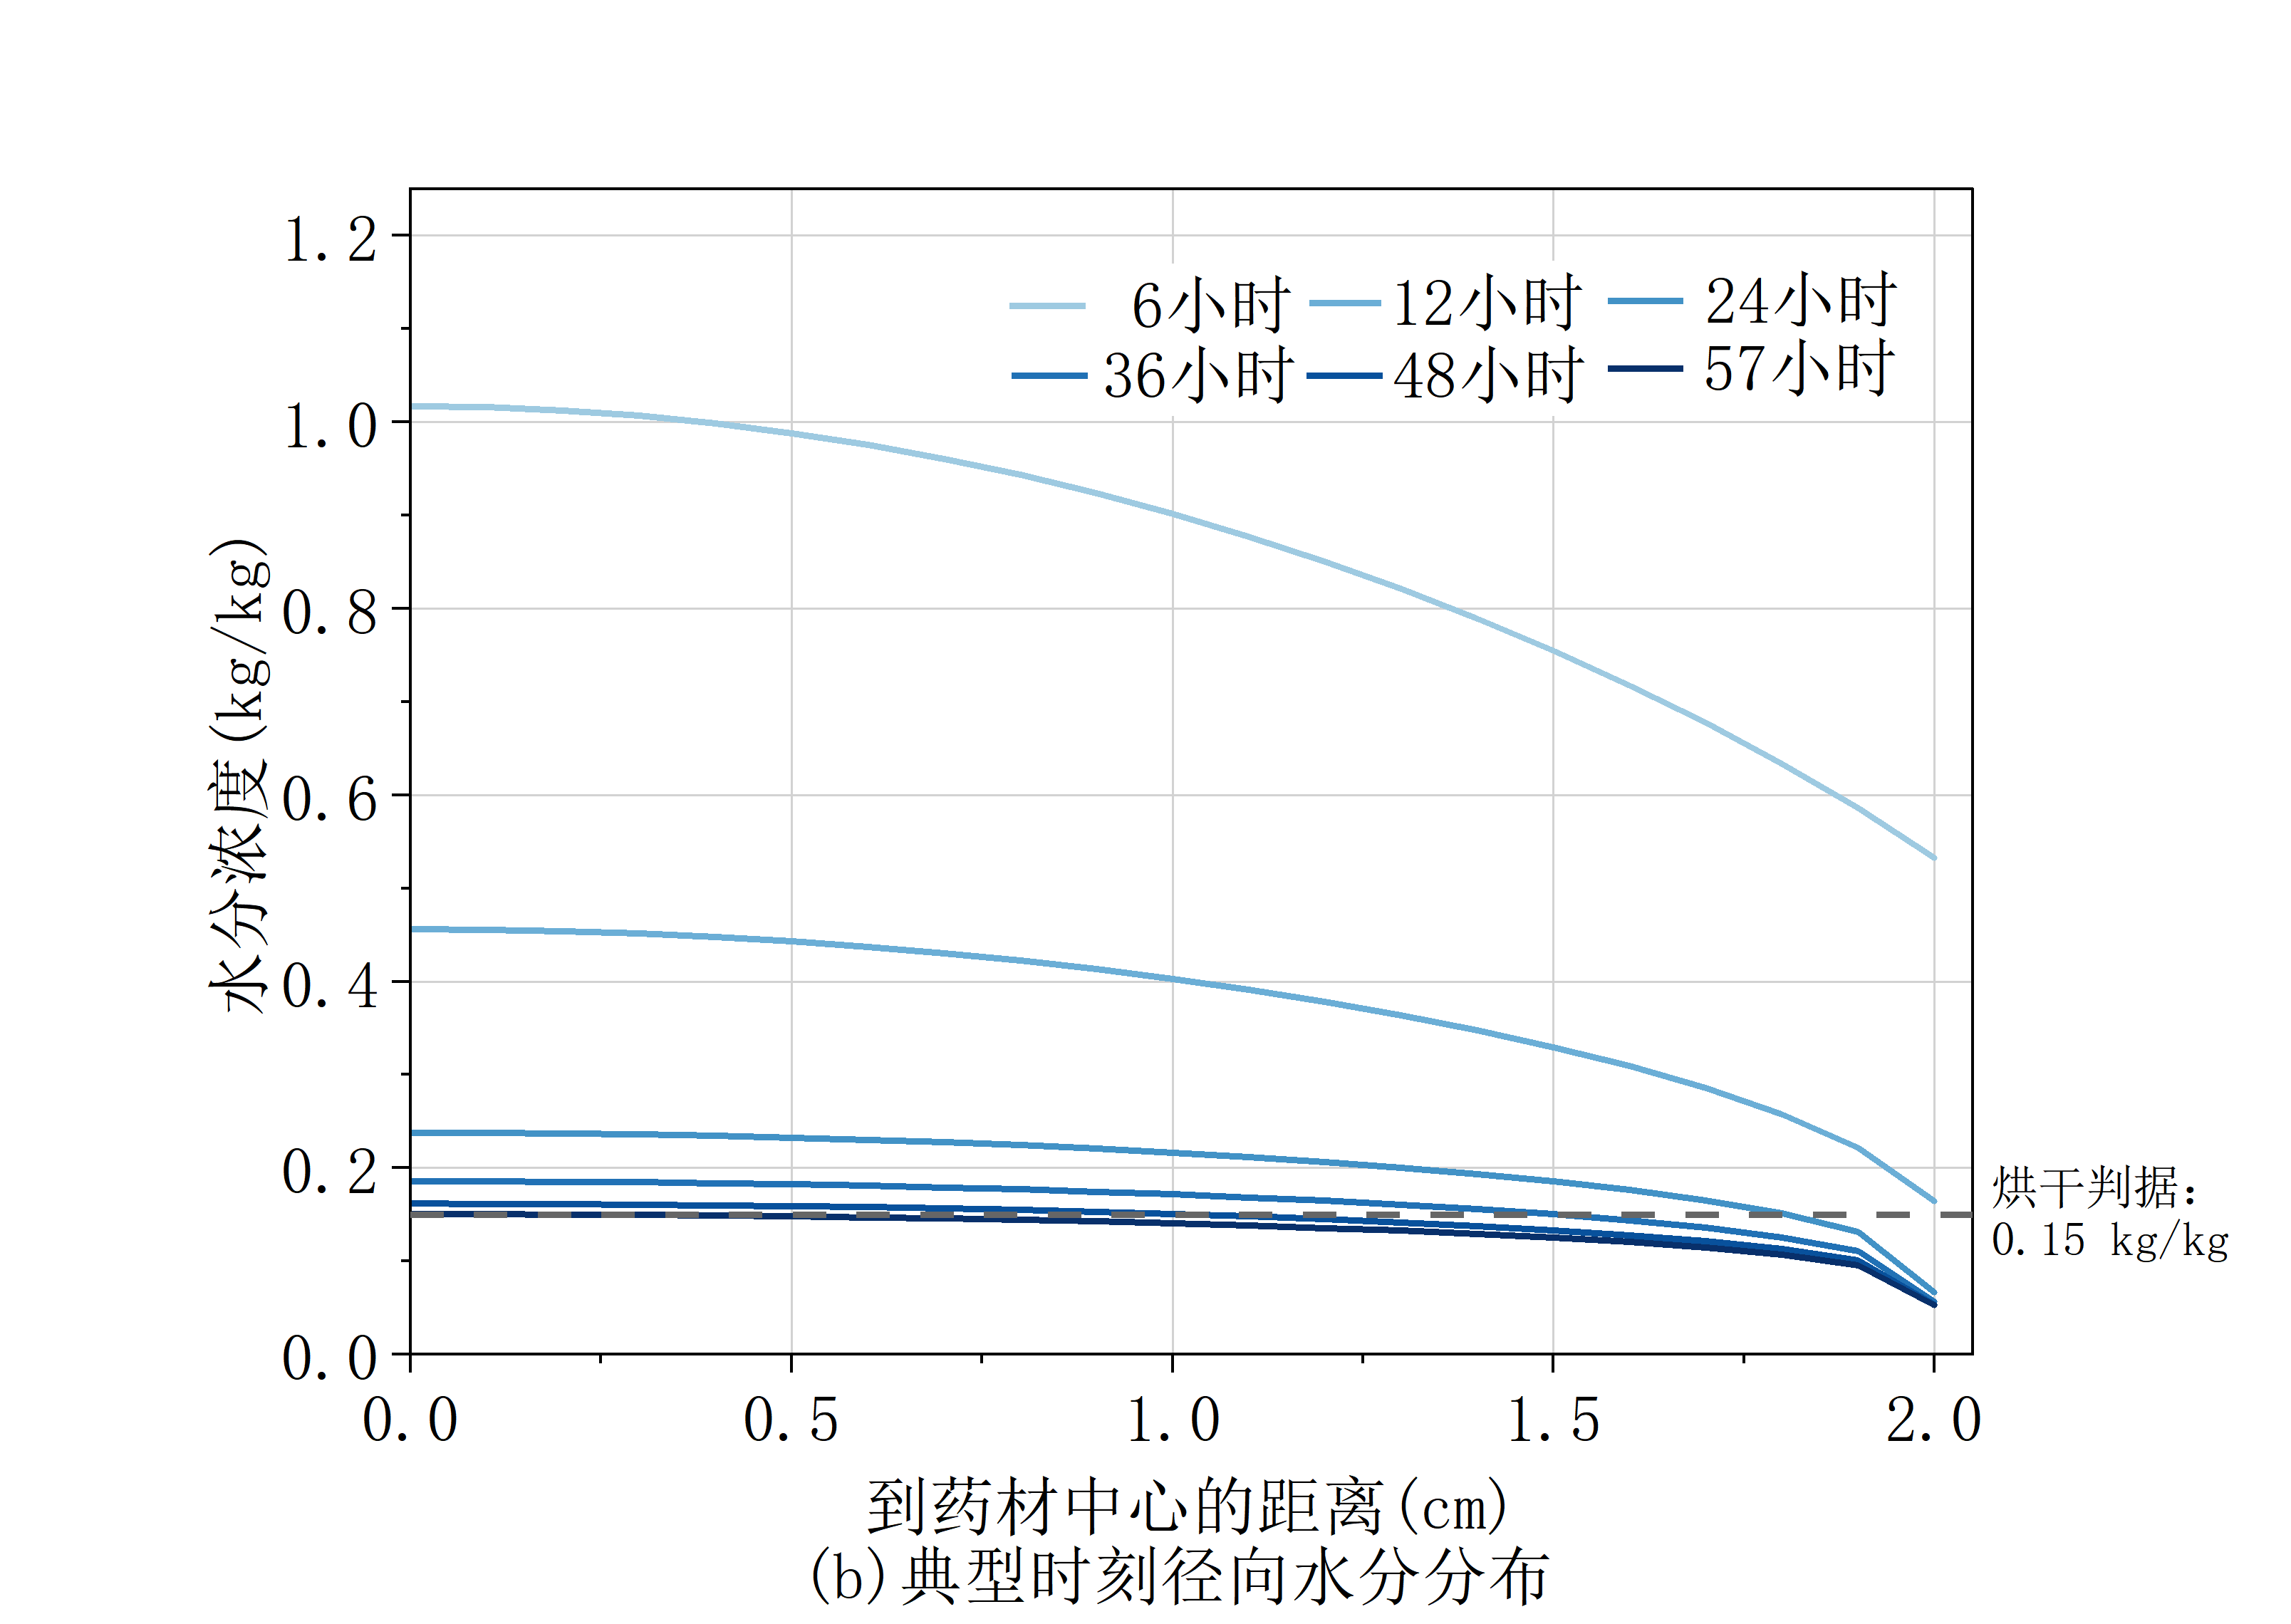 1.2
1.0
0.8
0.6
0.4
0.2
0.0
水分浓度(kg/kg)
6小时 12小时 24小时
36小时 48小时 57小时
烘干判据:
0.15 kg/kg
0.0 0.5 1.0 1.5 2.0
到药材中心的距离(cm)
(b)典型时刻径向水分分布